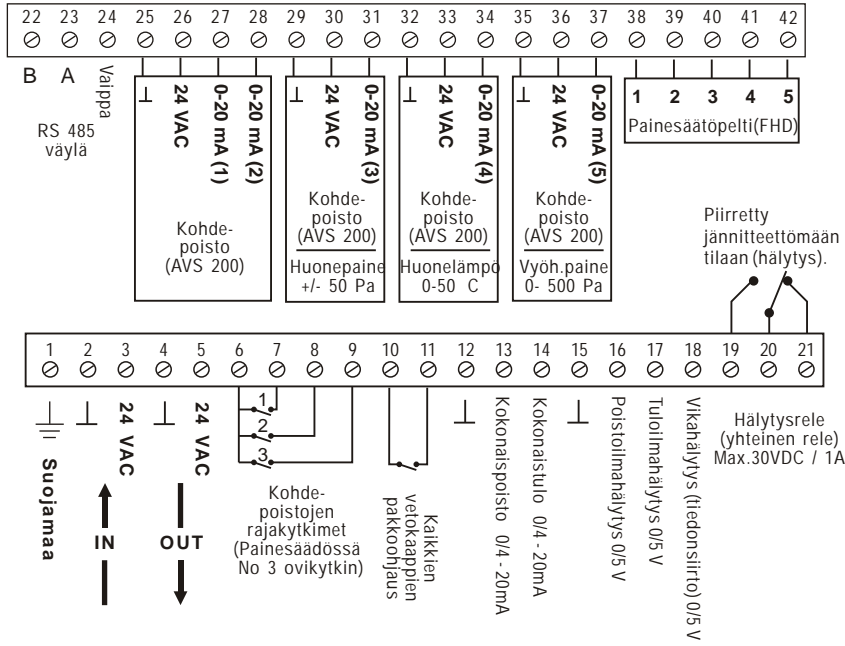 22 23 24 25 26 27 28 29 30 31 32 33 34 35 36 37 38 39 40 41 42
B A Vaippa
RS 485
väylä
⊥ 24 VAC 0-20 mA (1) 0-20 mA (2)
Kohde-
poisto
(AVS 200)
⊥ 24 VAC 0-20 mA (3)
Kohde-
poisto
(AVS 200)
Huonepaine
+/- 50 Pa
⊥ 24 VAC 0-20 mA (4)
Kohde-
poisto
(AVS 200)
Huonelämpö
0-50 C
⊥ 24 VAC 0-20 mA (5)
Kohde-
poisto
(AVS 200)
Vyöh.paine
0- 500 Pa
1 2 3 4 5
Painesäätöpelti(FHD)
Piirretty
jännitteettömään
tilaan (hälytys).
1 2 3 4 5 6 7 8 9 10 11 12 13 14 15 16 17 18 19 20 21
Suojamaa
⊥ 24 VAC
IN
⊥ 24 VAC
OUT
1
2
3
Kohde-
poistojen
rajakytkimet
(Painesäädössä
No 3 ovikytkin)
Kaikkien
vetokaappien
pakkoohjaus
⊥
Kokonaispoisto 0/4 - 20mA
Kokonaistulo 0/4 - 20mA
⊥
Poistoilmahälytys 0/5 V
Tuloilmahälytys 0/5 V
Vikahälytys (tiedonsiirto) 0/5 V
Hälytysrele
(yhteinen rele)
Max.30VDC / 1A